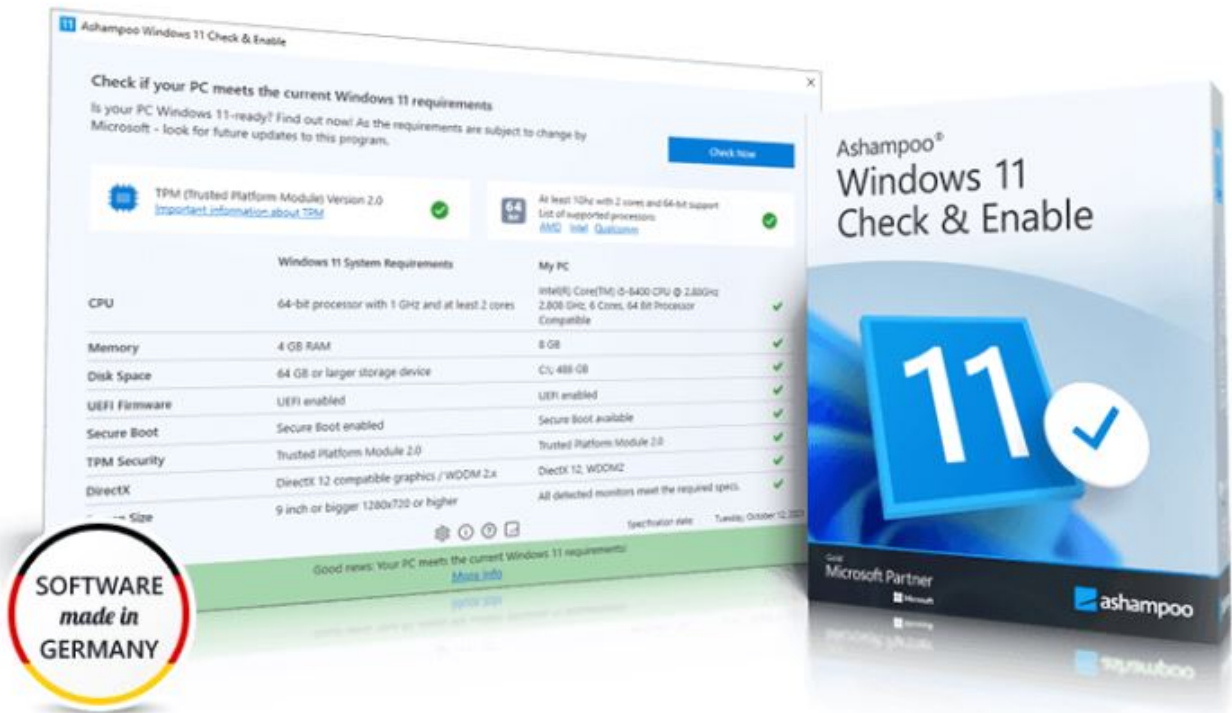 11 Ashampoo Windows 11 Check & Enable
Check if your PC meets the current Windows 11 requirements
Is your PC Windows 11-ready? Find out now! As the requirements are subject to change by
Microsoft - look for future updates to this program.
Check Now
TPM (Trusted Platform Module) Version 2.0
Important information about TPM
64
BIT
At least 1Ghz with 2 cores and 64-bit support
List of supported processors:
AMD Intel Qualcomm
Windows 11 System Requirements My PC
CPU 64-bit processor with 1 GHz and at least 2 cores
Intel(R) Core(TM) i5-8400 CPU @ 2.80GHz
2.808 GHz, 6 Cores, 64 Bit Processor
Compatible
Memory 4 GB RAM 8 GB
Disk Space 64 GB or larger storage device C:\; 488 GB
UEFI Firmware UEFI enabled UEFI enabled
Secure Boot Secure Boot enabled Secure Boot available
TPM Security Trusted Platform Module 2.0 Trusted Platform Module 2.0
DirectX DirectX 12 compatible graphics / WDDM 2.x DiectX 12, WDDM2
Size 9 inch or bigger 1280x720 or higher All detected monitors meet the required specs.
Specification date: Tuesday, October 12,
Good news: Your PC meets the current Windows 11 requirements!
More info
SOFTWARE
made in
GERMANY
Ashampoo®
Windows 11
Check & Enable
11
Gold
Microsoft Partner
Microsoft
ashampoo